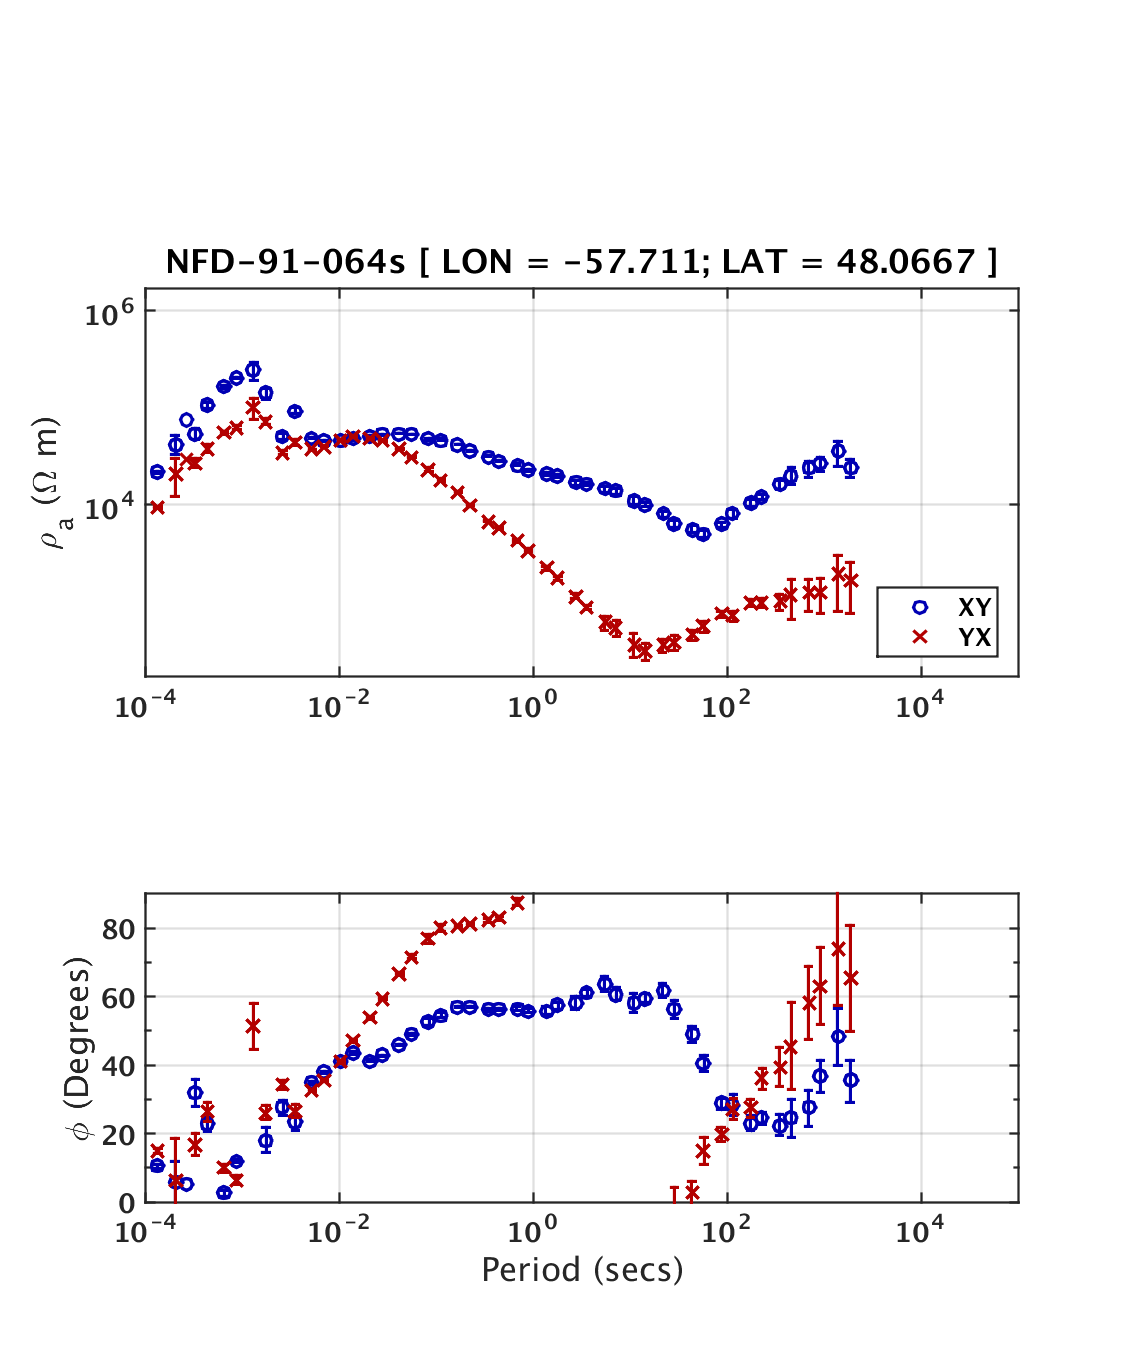 NFD-91-064s [ LON = -57.711; LAT = 48.0667 ]
10^6
10^4
ρ_a (Ω m)
XY
YX
10^-4 10^-2 10^0 10^2 10^4
80
60
40
20
0
ϕ (Degrees)
10^-4 10^-2 10^0 10^2 10^4
Period (secs)